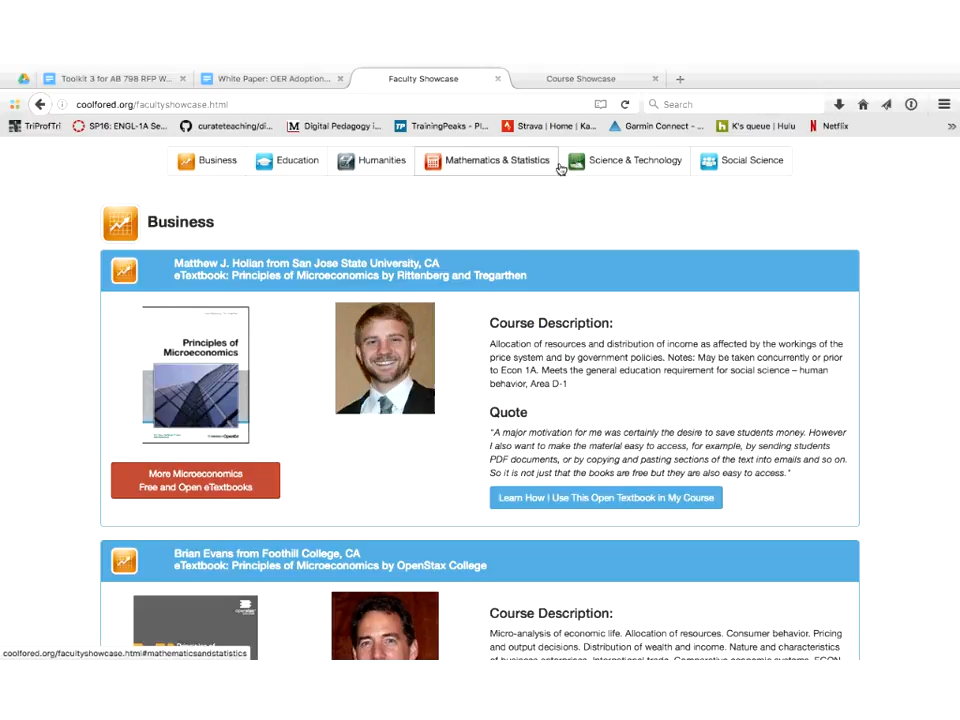 Toolkit 3 for AB 798 RFP W...
White Paper: OER Adoption...
Faculty Showcase
Course Showcase
coolfored.org/facultyshowcase.html
Search
TriProfTri
SP16: ENGL-1A Se...
curateteaching/di...
Digital Pedagogy i...
TrainingPeaks - Pl...
Strava | Home | Ka...
Garmin Connect - ...
K's queue | Hulu
Netflix
Business
Education
Humanities
Mathematics & Statistics
Science & Technology
Social Science
Business
Matthew J. Holian from San Jose State University, CA
eTextbook: Principles of Microeconomics by Rittenberg and Tregarthen
Principles of
Microeconomics
More Microeconomics
Free and Open eTextbooks
Course Description:
Allocation of resources and distribution of income as affected by the workings of the
price system and by government policies. Notes: May be taken concurrently or prior
to Econ 1A. Meets the general education requirement for social science – human
behavior, Area D-1
Quote
"A major motivation for me was certainly the desire to save students money. However
I also want to make the material easy to access, for example, by sending students
PDF documents, or by copying and pasting sections of the text into emails and so on.
So it is not just that the books are free but they are also easy to access."
Learn How I Use This Open Textbook in My Course
Brian Evans from Foothill College, CA
eTextbook: Principles of Microeconomics by OpenStax College
Course Description:
Micro-analysis of economic life. Allocation of resources. Consumer behavior. Pricing
and output decisions. Distribution of wealth and income. Nature and characteristics
of business enterprises. International trade. Comparative economic systems. ECON
coolfored.org/facultyshowcase.html#mathematicsandstatistics